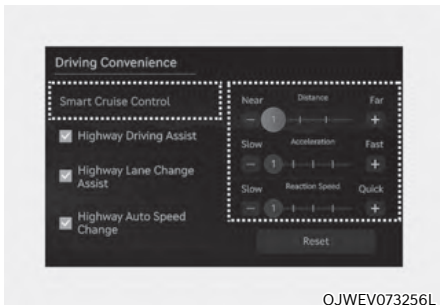 Driving Convenience
Smart Cruise Control
Near Distance Far
− 1 +
Highway Driving Assist
Slow Acceleration Fast
− 1 +
Highway Lane Change
Assist
Slow Reaction Speed Quick
− 1 +
Highway Auto Speed
Change
Reset
OJWEV073256L